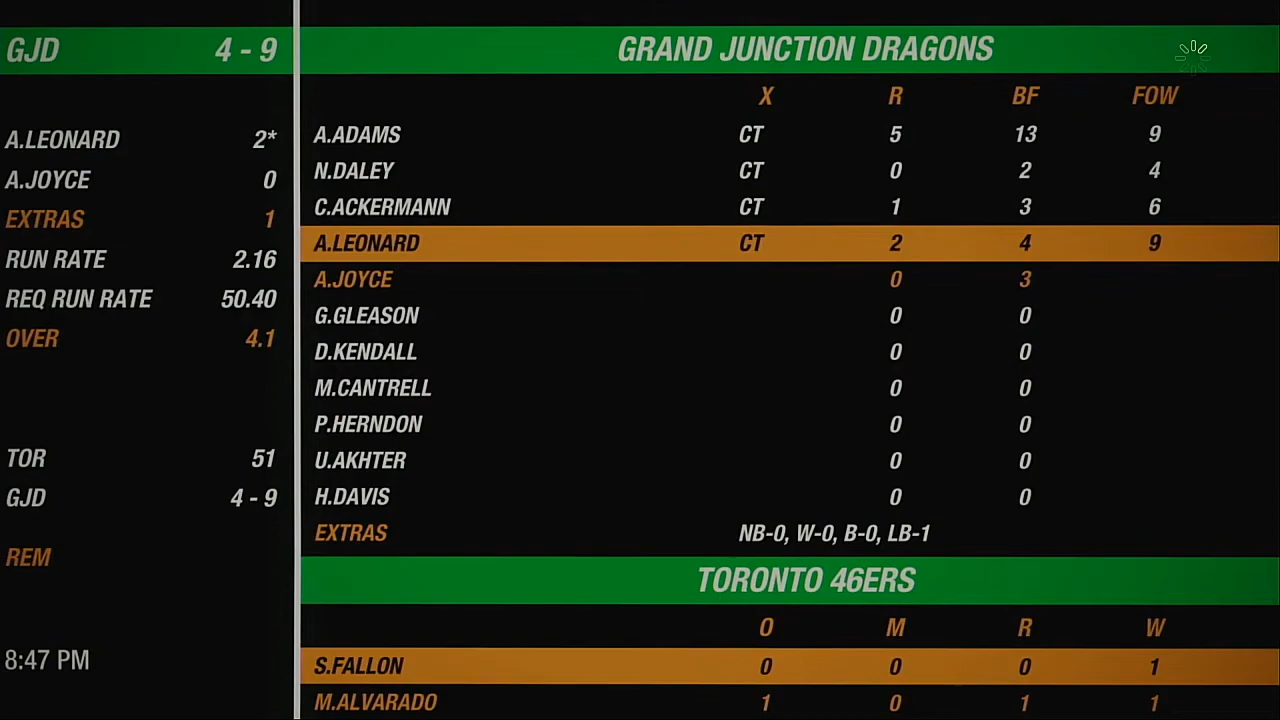 GJD 4 - 9
A.LEONARD 2*
A.JOYCE 0
EXTRAS 1
RUN RATE 2.16
REQ RUN RATE 50.40
OVER 4.1
TOR 51
GJD 4 - 9
REM
8:47 PM
GRAND JUNCTION DRAGONS
X R BF FOW
A.ADAMS CT 5 13 9
N.DALEY CT 0 2 4
C.ACKERMANN CT 1 3 6
A.LEONARD CT 2 4 9
A.JOYCE 0 3
G.GLEASON 0 0
D.KENDALL 0 0
M.CANTRELL 0 0
P.HERNDON 0 0
U.AKHTER 0 0
H.DAVIS 0 0
EXTRAS NB-0, W-0, B-0, LB-1
TORONTO 46ERS
O M R W
S.FALLON 0 0 0 1
M.ALVARADO 1 0 1 1